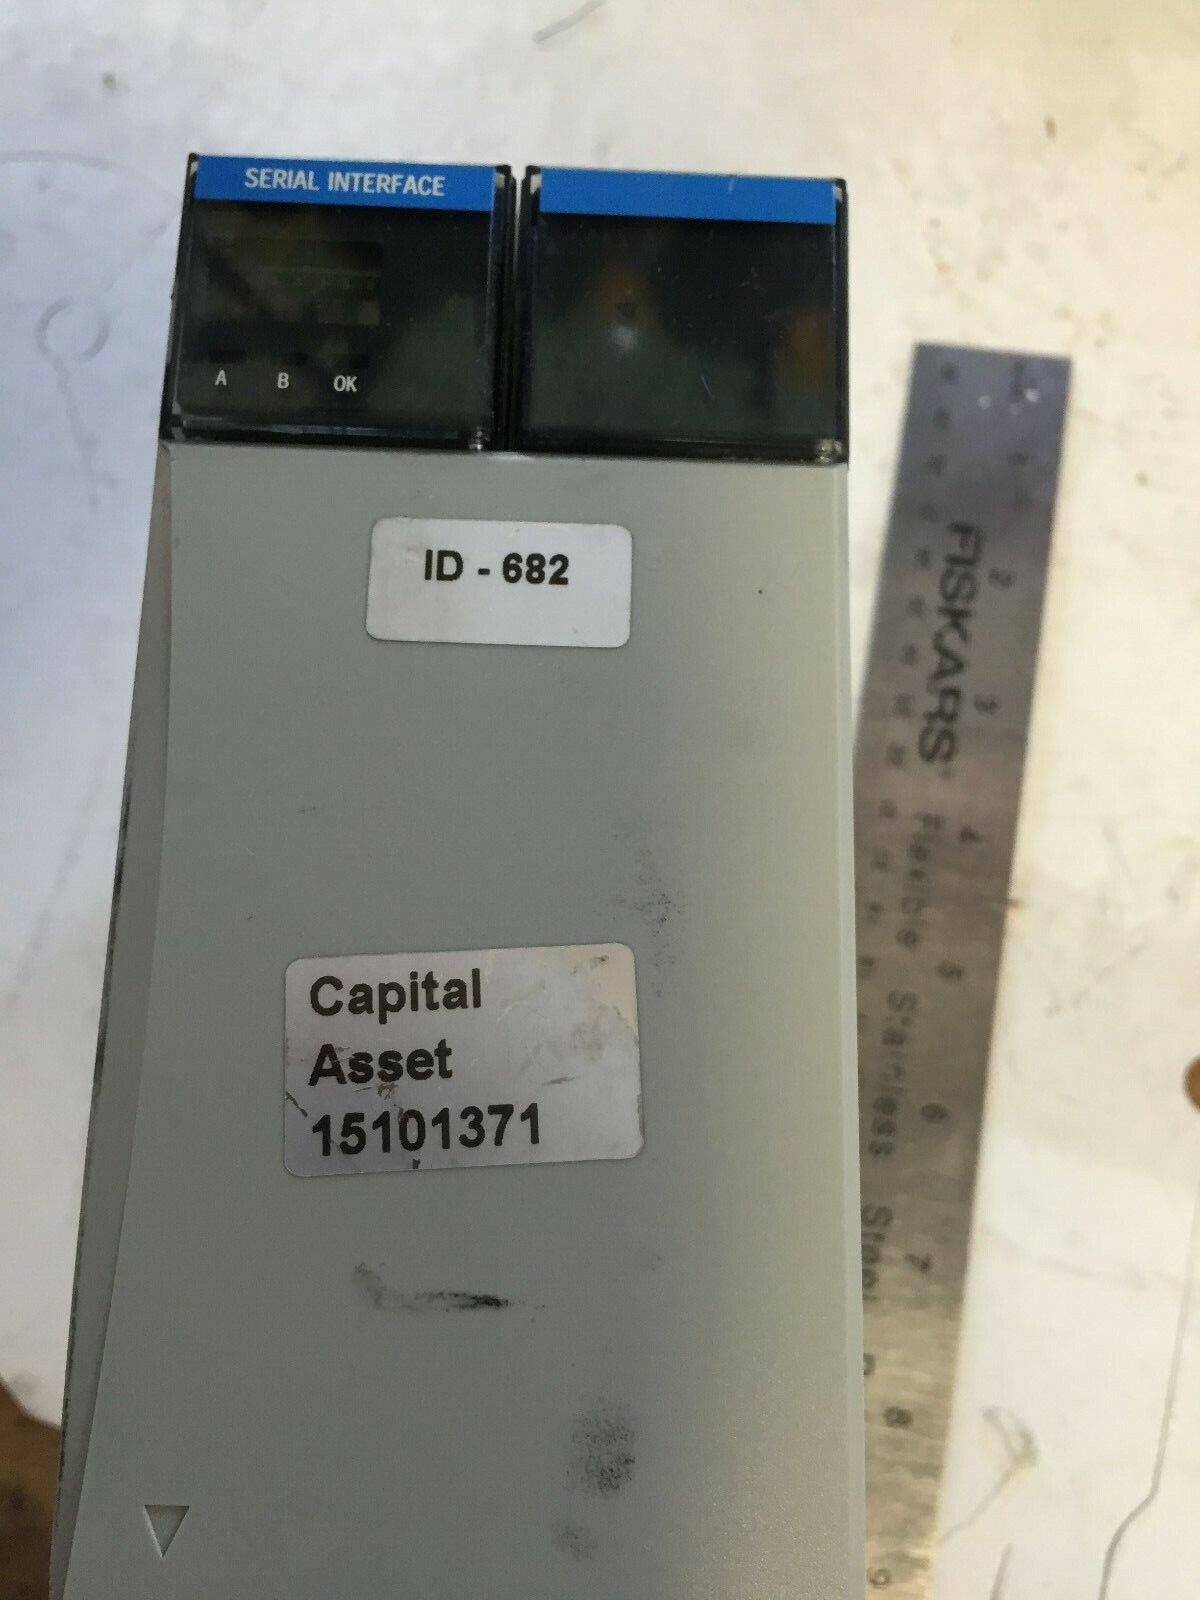 SERIAL INTERFACE
A B OK
ID - 682
Capital
Asset
15101371
FISKARS
Flexible Stainless Steel
2
3
4
5
6
7
8
9